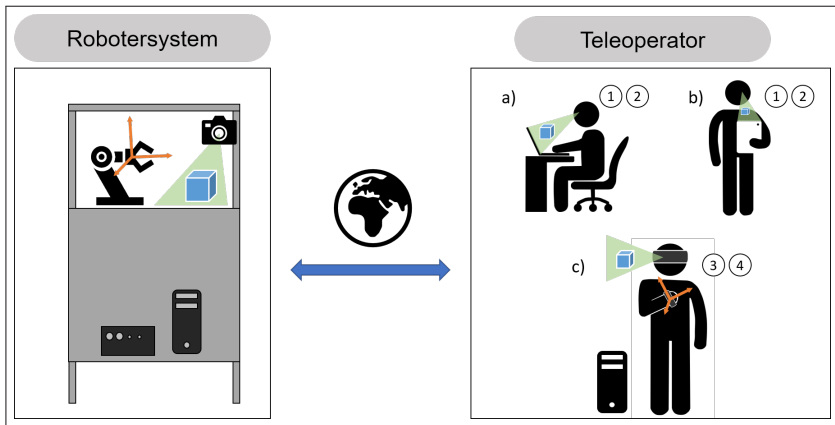 Robotersystem
Teleoperator
a) 1 2
b) 1 2
c) 3 4